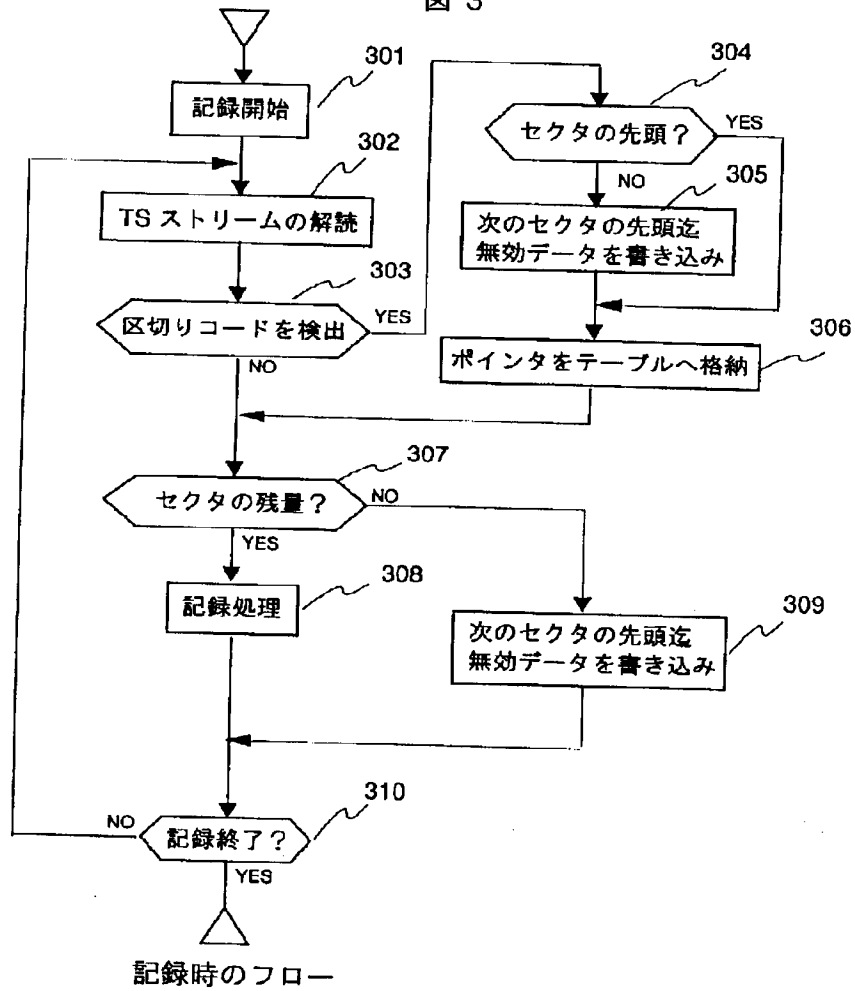 図 3
301
記録開始
302
TS ストリームの解読
303
区切りコードを検出
YES
NO
304
セクタの先頭?
YES
NO
305
次のセクタの先頭迄
無効データを書き込み
306
ポインタをテーブルへ格納
307
セクタの残量?
NO
YES
308
記録処理
309
次のセクタの先頭迄
無効データを書き込み
310
NO
記録終了?
YES
記録時のフロー